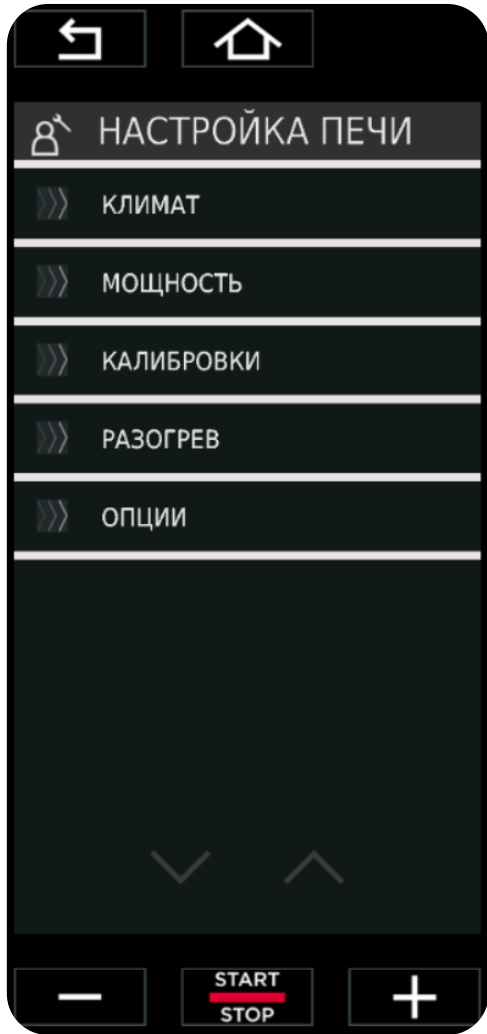 НАСТРОЙКА ПЕЧИ
КЛИМАТ
МОЩНОСТЬ
КАЛИБРОВКИ
РАЗОГРЕВ
ОПЦИИ
START
STOP